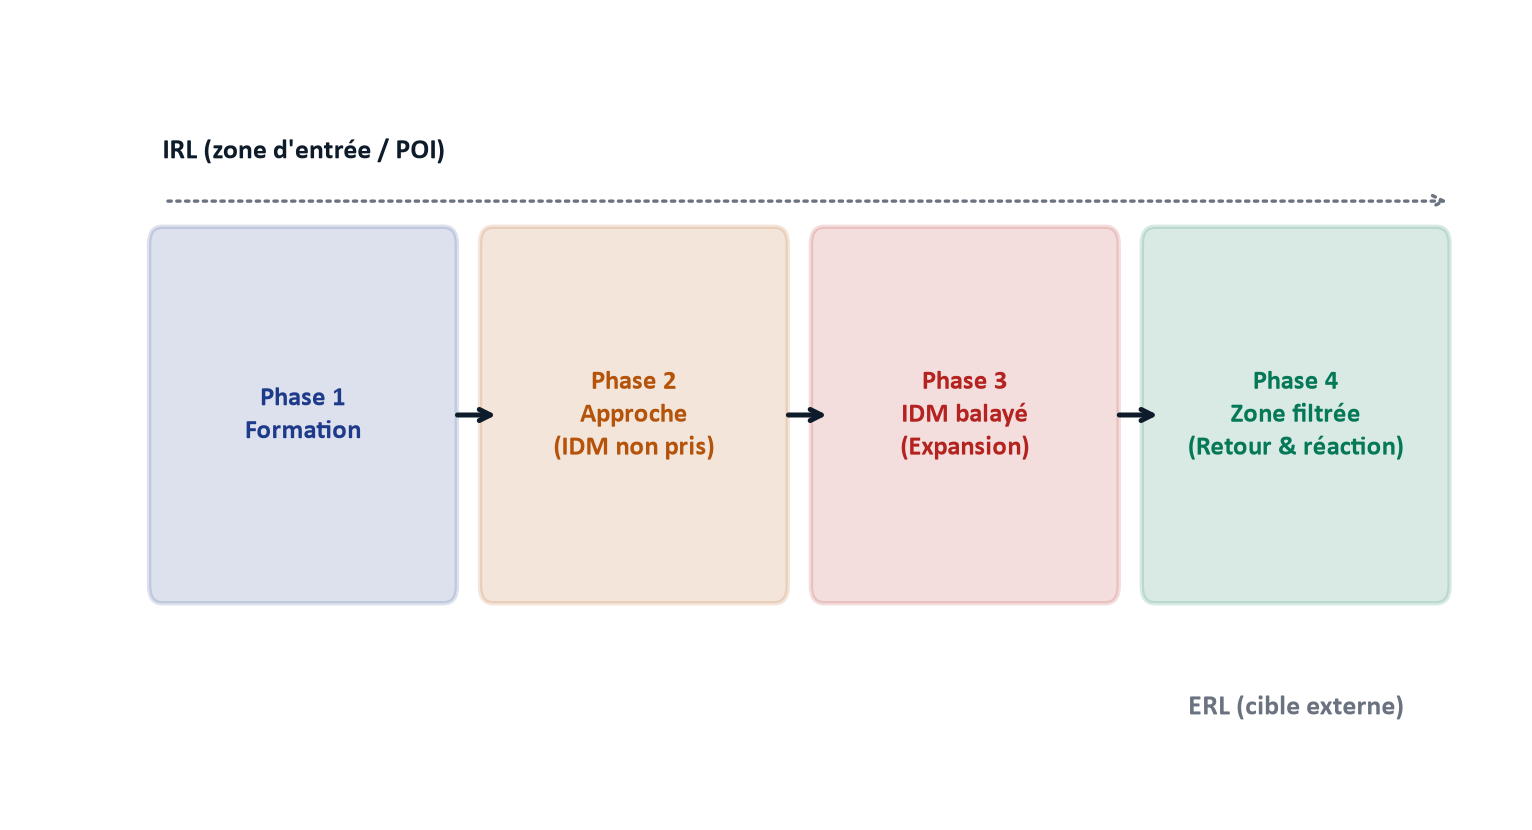 IRL (zone d'entrée / POI)
Phase 1
Formation
Phase 2
Approche
(IDM non pris)
Phase 3
IDM balayé
(Expansion)
Phase 4
Zone filtrée
(Retour & réaction)
ERL (cible externe)